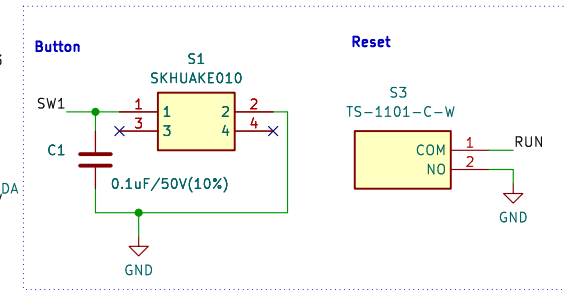 Button
Reset
S1
SKHUAKE010
S3
TS-1101-C-W
SW1
1 1 2 2
3 3 4 4
C1
0.1uF/50V(10%)
COM 1 RUN
NO 2
DA
GND
GND